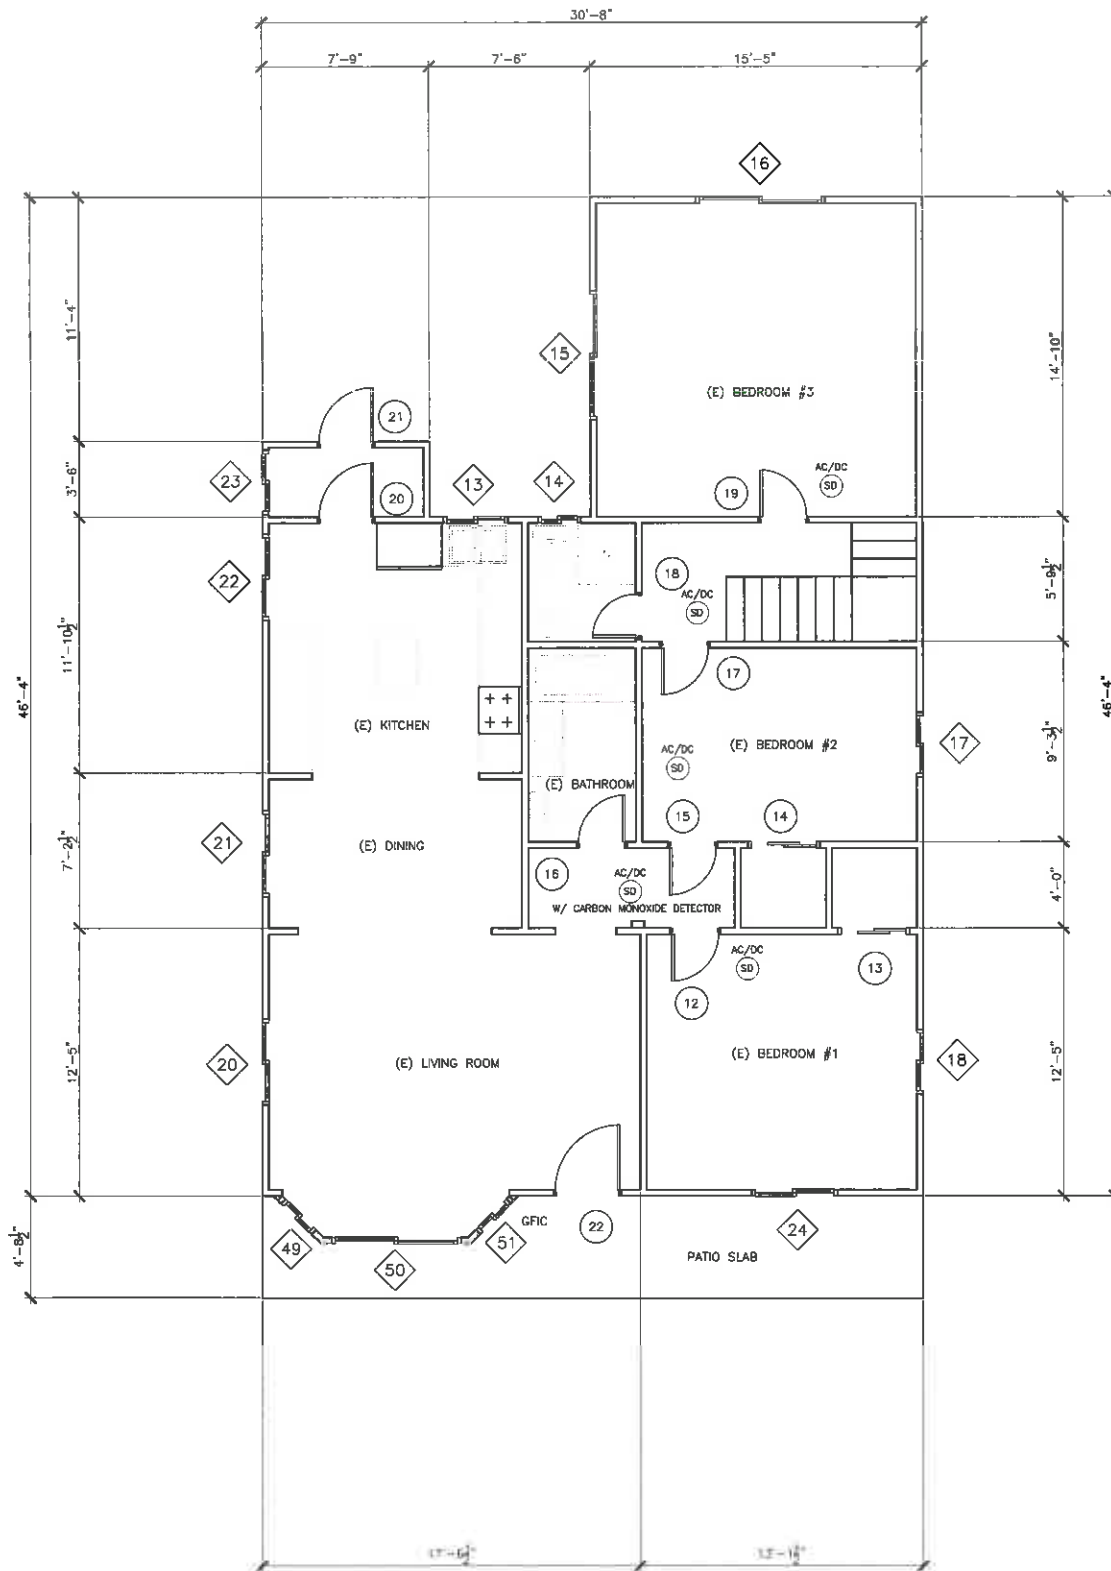 30'-8"
7'-9" 7'-6" 15'-5"
16
11'-4"
14'-10"
15
(E) BEDROOM #3
21
AC/DC
SD
23
3'-6"
20
13
14
19
22
18
AC/DC
SD
5'-9½"
11'-10½"
17
46'-4"
46'-4"
(E) KITCHEN
AC/DC
SD
(E) BEDROOM #2
17
9'-3½"
(E) BATHROOM
21
7'-2½"
(E) DINING
15
14
16
AC/DC
SD
W/ CARBON MONOXIDE DETECTOR
4'-0"
AC/DC
SD
13
12
20
12'-5"
(E) LIVING ROOM
(E) BEDROOM #1
18
12'-5"
4'-8½"
49
50
51
GFIC
22
24
PATIO SLAB